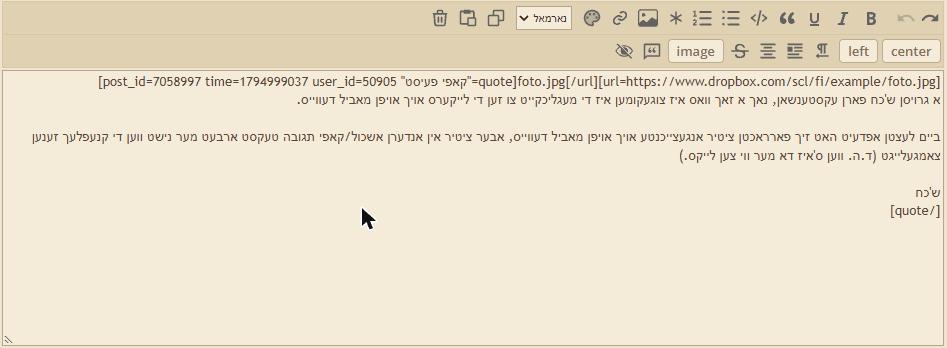 נארמאל
image left center
[url=https://www.dropbox.com/scl/fi/example/foto.jpg]foto.jpg[/url][quote="קאפי פעיסט" post_id=7058997 time=1794999037 user_id=50905]
א גרויסן ש'כח פארן עקסטענשאן, נאך א זאך וואס איז צוגעקומען איז די מעגליכקייט צו זען די לייקערס אויך אויפן מאביל דעווייס.
ביים לעצטן אפדעיט האט זיך פארראכטן ציטיר אנגעצייכנטע אויך אויפן מאביל דעווייס, אבער ציטיר אין אנדערן אשכול/קאפי תגובה טעקסט ארבעט מער נישט ווען די קנעפלעך זענען
צאמגעלייגט (ד.ה. ווען ס'איז דא מער ווי צען לייקס.)
ש'כח
[/quote]